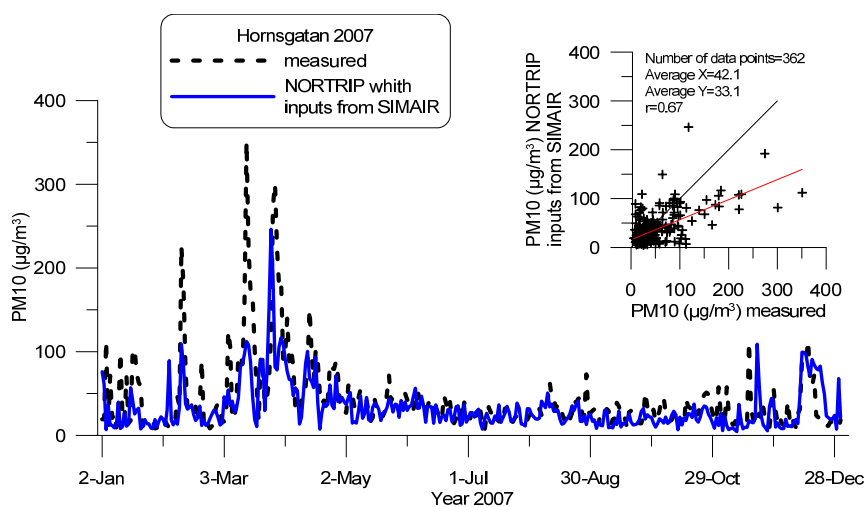 Hornsgatan 2007
measured
NORTRIP whith
inputs from SIMAIR
400
300
200
100
0
PM10 (µg/m³)
2-Jan
3-Mar
2-May
1-Jul
30-Aug
29-Oct
28-Dec
Year 2007
Number of data points=362
Average X=42.1
Average Y=33.1
r=0.67
400
300
200
100
0
PM10 (µg/m³) NORTRIP
inputs from SIMAIR
0
100
200
300
400
PM10 (µg/m³) measured